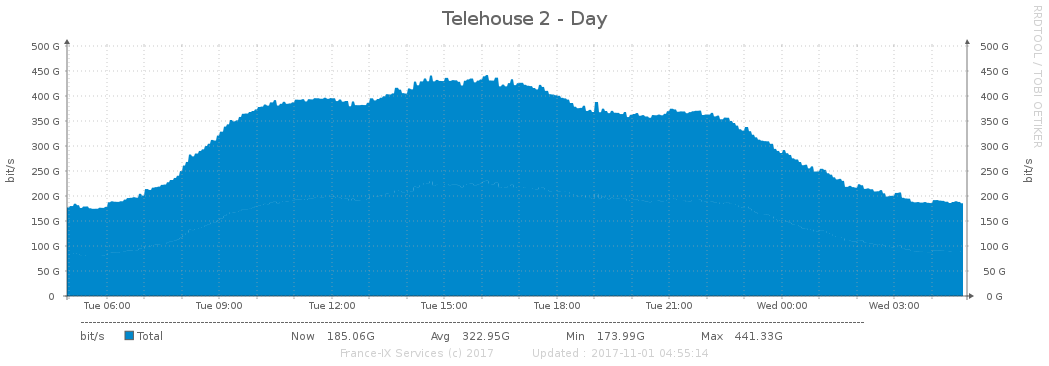 Telehouse 2 - Day
RRDTOOL / TOBI OETIKER
bit/s
500 G 500 G
450 G 450 G
400 G 400 G
350 G 350 G
300 G 300 G
250 G 250 G
200 G 200 G
150 G 150 G
100 G 100 G
50 G 50 G
0 0 G
bit/s
Tue 06:00 Tue 09:00 Tue 12:00 Tue 15:00 Tue 18:00 Tue 21:00 Wed 00:00 Wed 03:00
bit/s Total Now 185.06G Avg 322.95G Min 173.99G Max 441.33G
France-IX Services (c) 2017 Updated : 2017-11-01 04:55:14